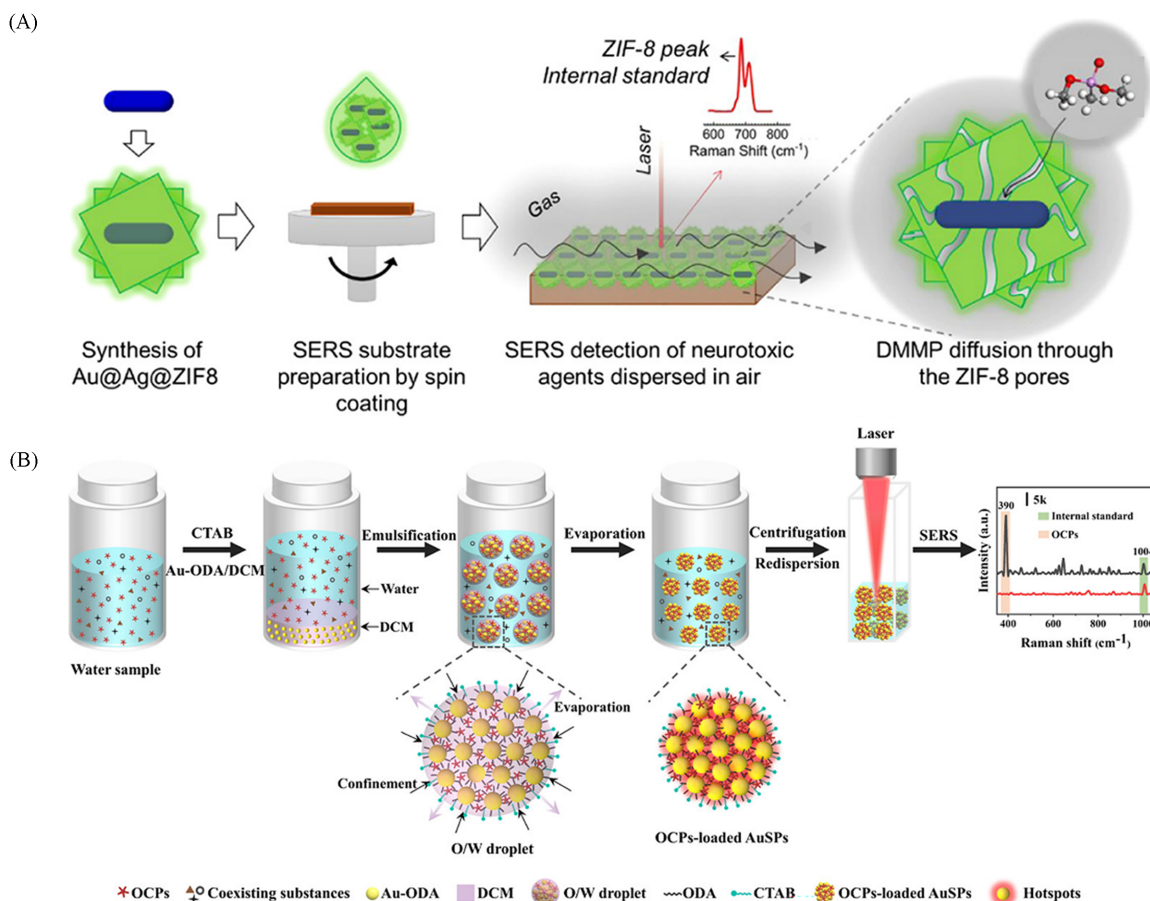 (A)
ZIF-8 peak
Internal standard
600 700 800
Raman Shift (cm-1)
Laser
Gas
Synthesis of
Au@Ag@ZIF8
SERS substrate
preparation by spin
coating
SERS detection of neurotoxic
agents dispersed in air
DMMP diffusion through
the ZIF-8 pores
(B)
Laser
CTAB
Au-ODA/DCM
Emulsification
Evaporation
Centrifugation
Redispersion
SERS
Water
DCM
Water sample
390
5k
Internal standard
OCPs
100
Intensity (a.u.)
400 600 800 1000
Raman shift (cm-1)
Evaporation
Confinement
O/W droplet
OCPs-loaded AuSPs
OCPs Coexisting substances Au-ODA DCM O/W droplet ODA CTAB OCPs-loaded AuSPs Hotspots